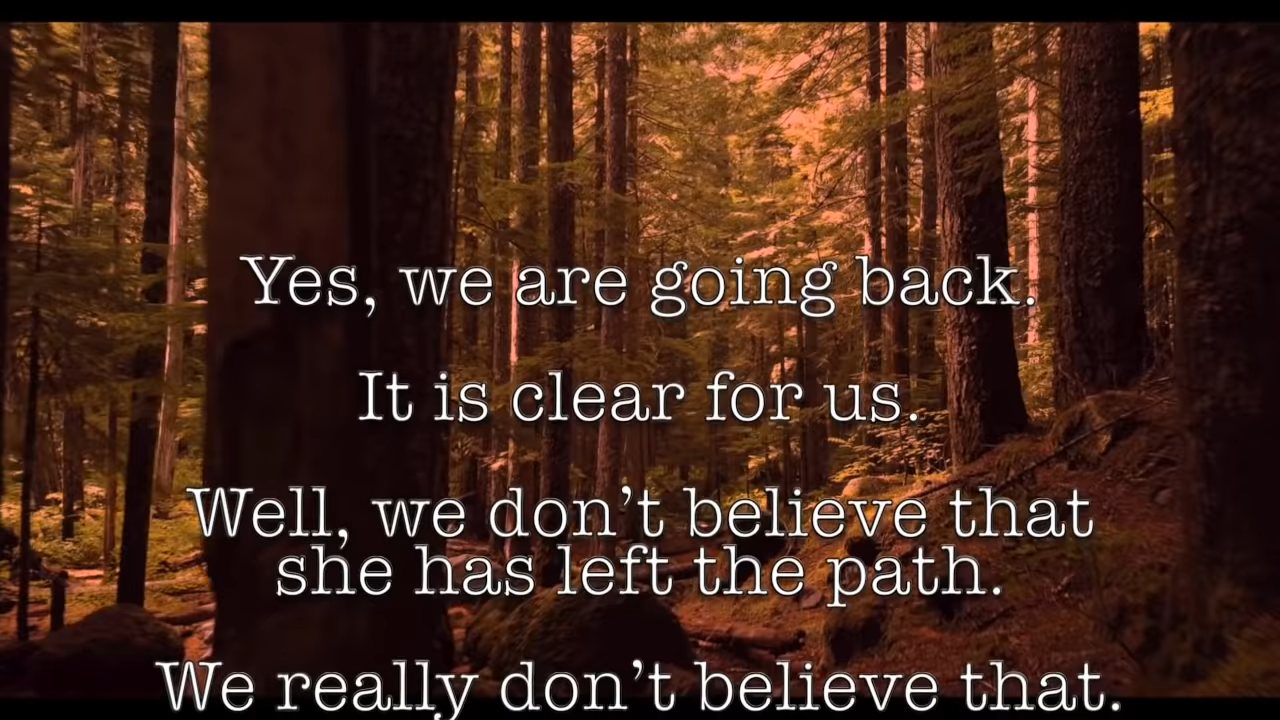 Yes, we are going back.
It is clear for us.
Well, we don’t believe that
she has left the path.
We really don’t believe that.